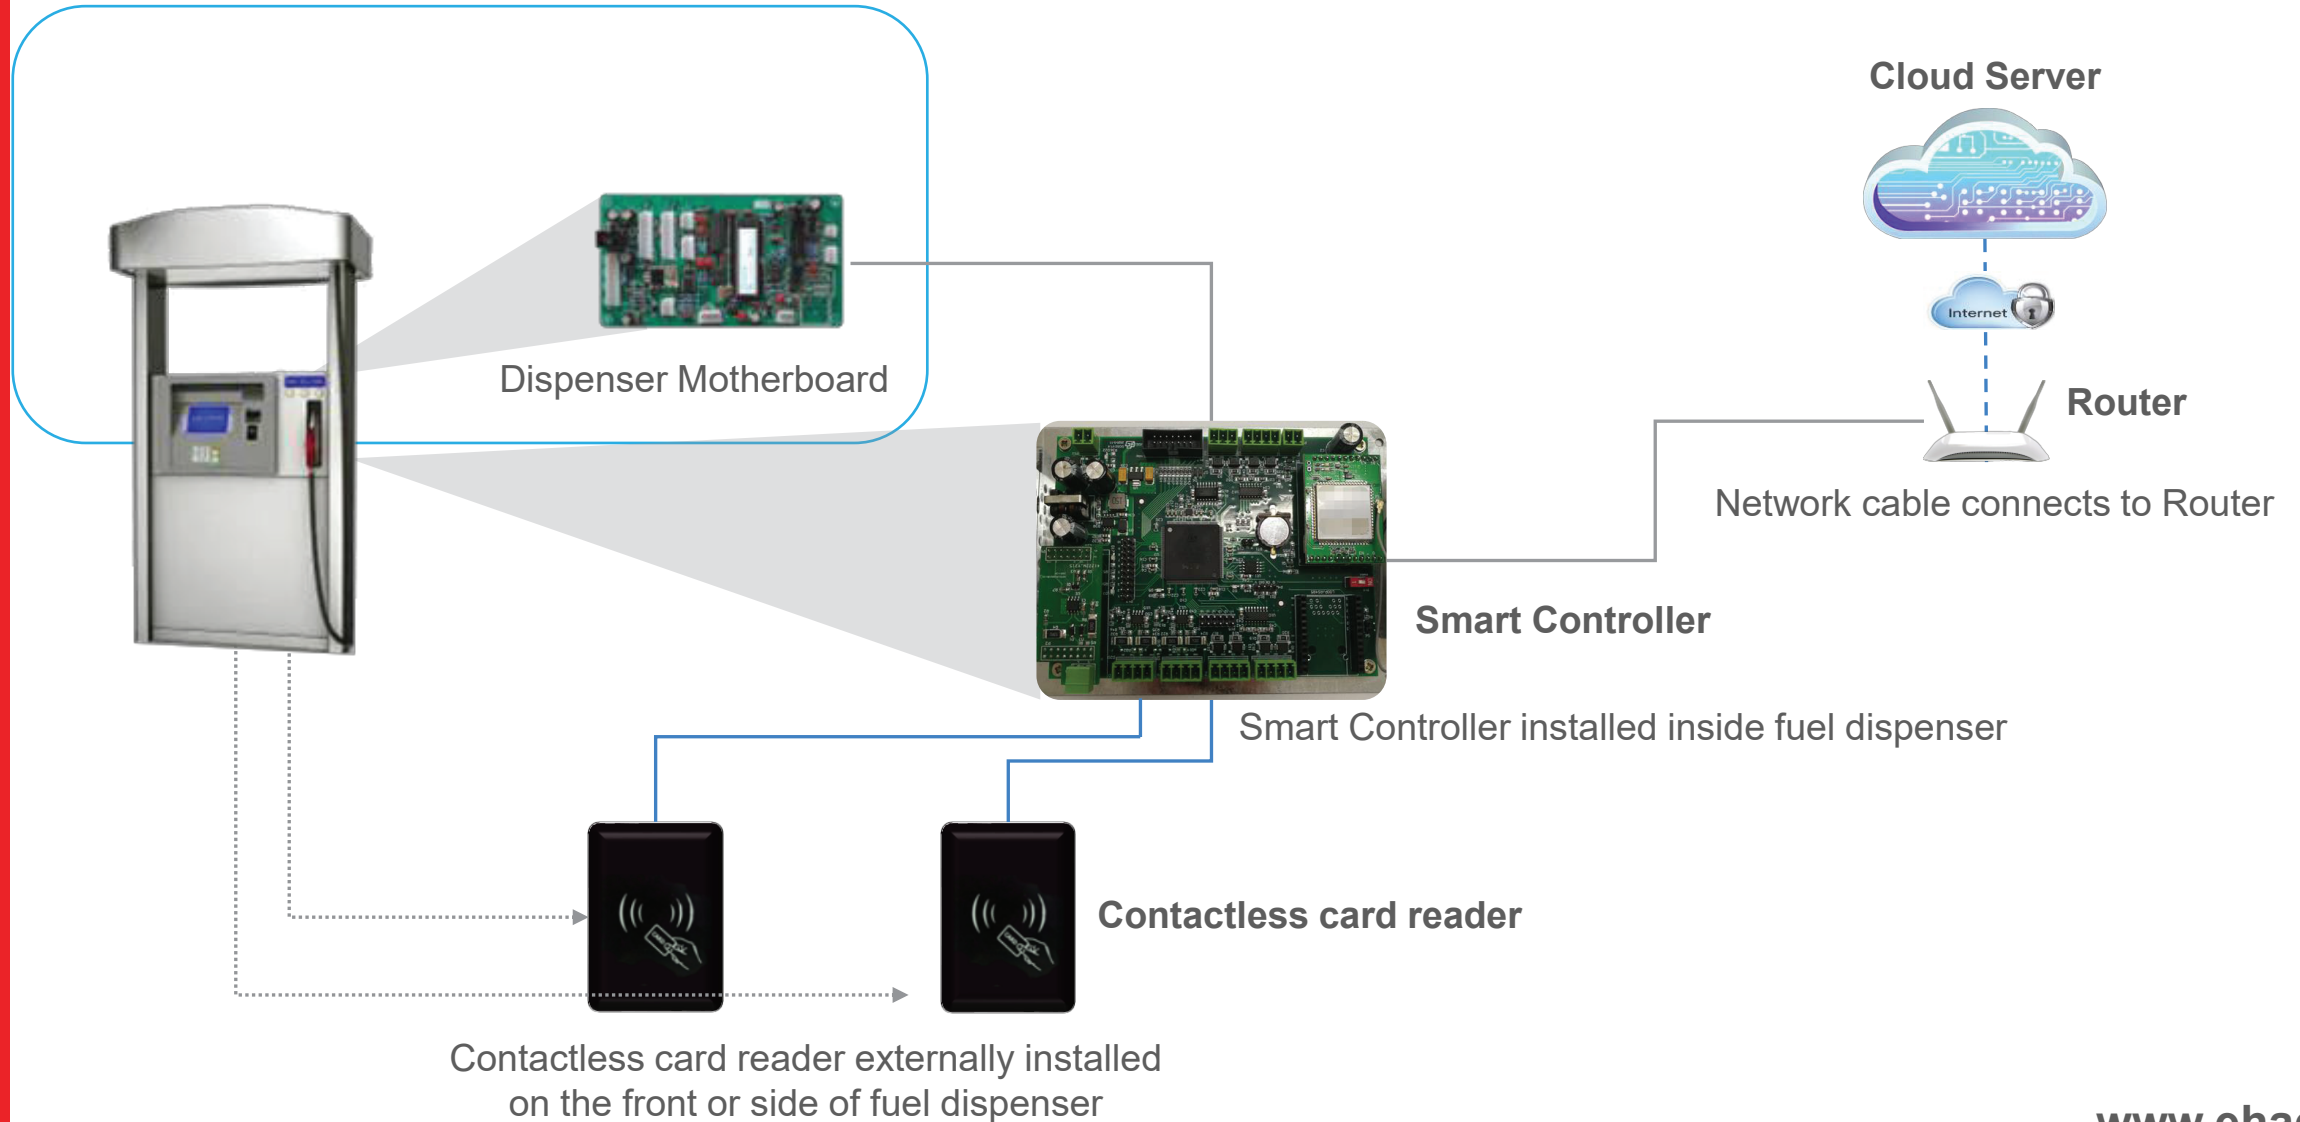 Cloud Server
Internet
Dispenser Motherboard
Router
Network cable connects to Router
Smart Controller
Smart Controller installed inside fuel dispenser
Contactless card reader
Contactless card reader externally installed
on the front or side of fuel dispenser